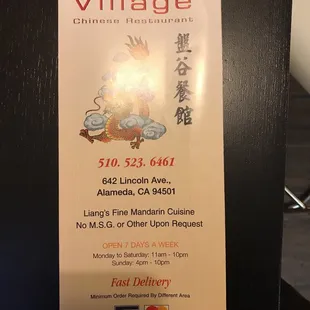 Village
Chinese Restaurant
盤谷餐館
510. 523. 6461
642 Lincoln Ave.,
Alameda, CA 94501
Liang's Fine Mandarin Cuisine
No M.S.G. or Other Upon Request
OPEN 7 DAYS A WEEK
Monday to Saturday: 11am - 10pm
Sunday: 4pm - 10pm
Fast Delivery
Minimum Order Required By Different Area